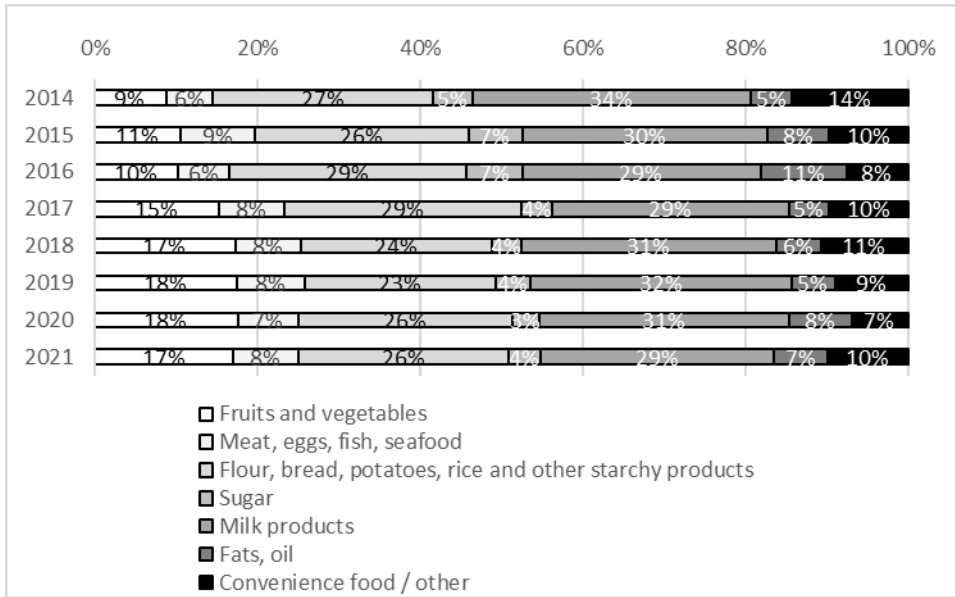 0% 20% 40% 60% 80% 100%
2014 9% 6% 27% 5% 34% 5% 14%
2015 11% 9% 26% 7% 30% 8% 10%
2016 10% 6% 29% 7% 29% 11% 8%
2017 15% 8% 29% 4% 29% 5% 10%
2018 17% 8% 24% 4% 31% 6% 11%
2019 18% 8% 23% 4% 32% 5% 9%
2020 18% 7% 26% 3% 31% 8% 7%
2021 17% 8% 26% 4% 29% 7% 10%
Fruits and vegetables
Meat, eggs, fish, seafood
Flour, bread, potatoes, rice and other starchy products
Sugar
Milk products
Fats, oil
Convenience food / other